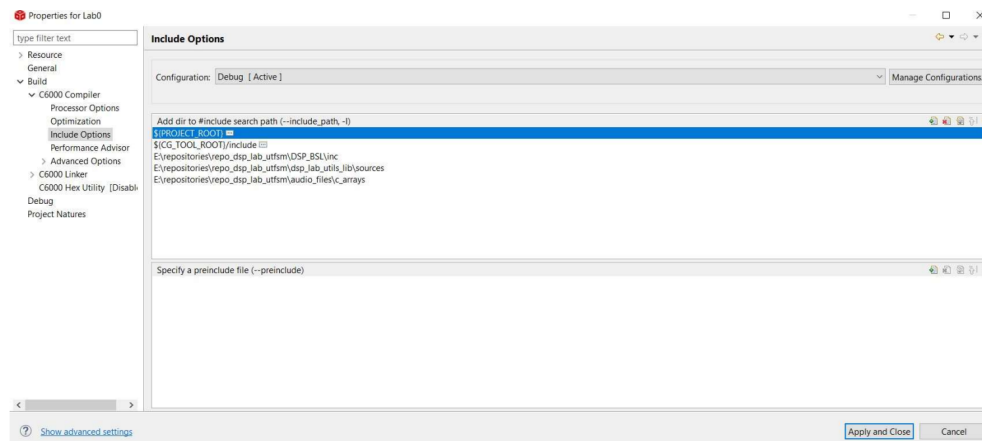 Properties for Lab0
type filter text
Resource
General
Build
C6000 Compiler
Processor Options
Optimization
Include Options
Performance Advisor
Advanced Options
C6000 Linker
C6000 Hex Utility [Disabl
Debug
Project Natures
Include Options
Configuration: Debug [ Active ]
Manage Configurations
Add dir to #include search path (--include_path, -I)
${PROJECT_ROOT}
${CG_TOOL_ROOT}/include
E:\repositories\repo_dsp_lab_utfsm\DSP_BSL\inc
E:\repositories\repo_dsp_lab_utfsm\dsp_lab_utils_lib\sources
E:\repositories\repo_dsp_lab_utfsm\audio_files\c_arrays
Specify a preinclude file (--preinclude)
Show advanced settings
Apply and Close
Cancel